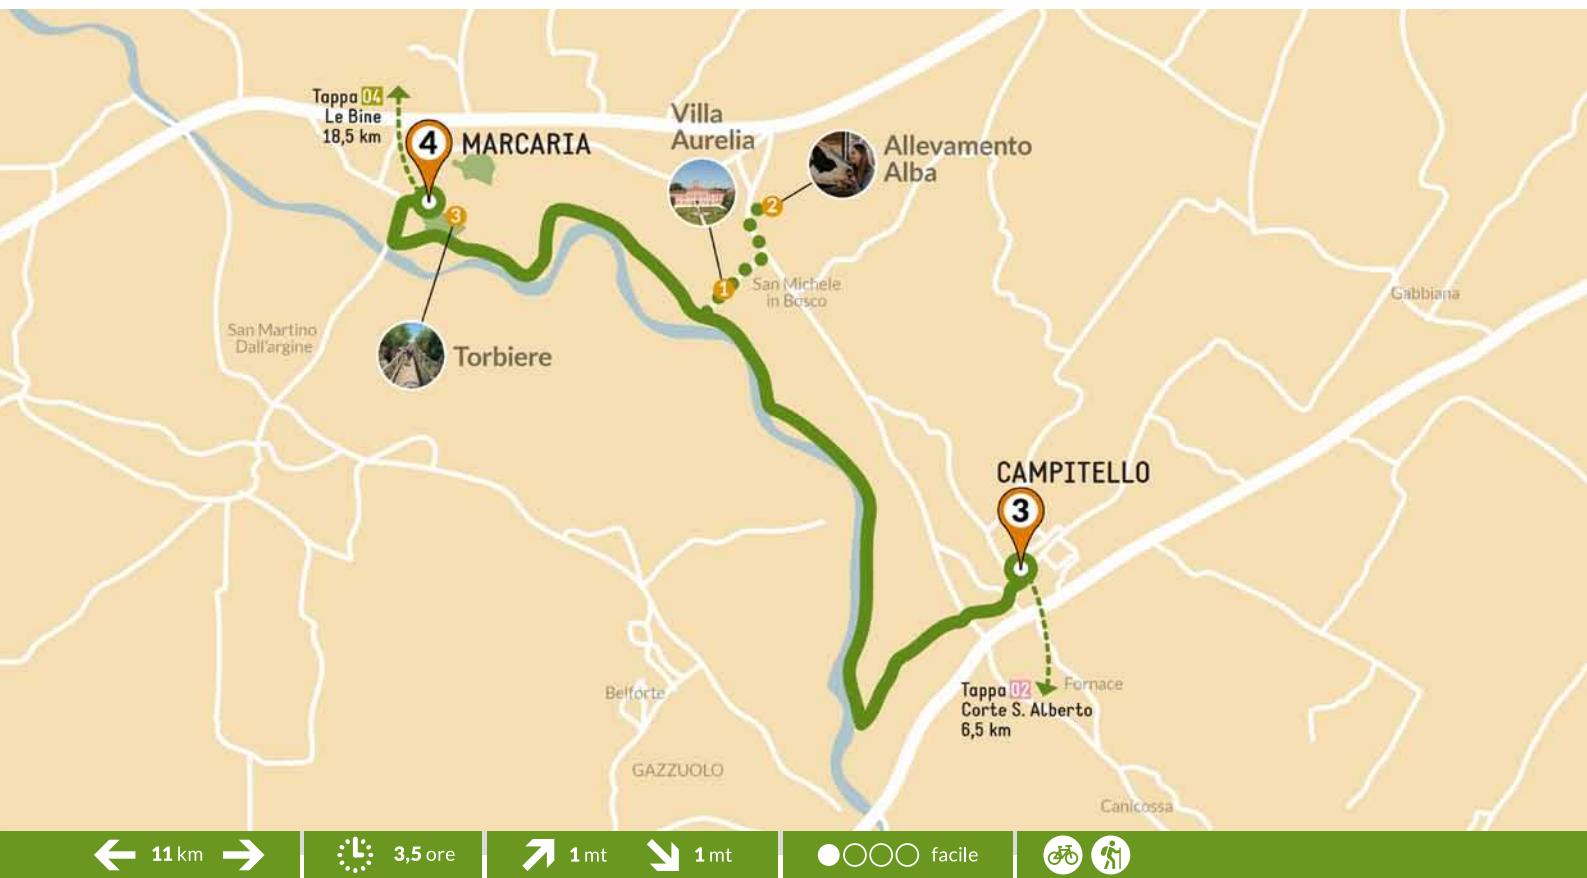 Tappa 04
Le Bine
18,5 km
4
MARCARIA
Villa
Aurelia
Allevamento
Alba
2
3
1
San Michele
in Bosco
Gabbiana
San Martino
Dall'argine
Torbiere
CAMPITELLO
3
Tappa 02
Corte S. Alberto
6,5 km
Fornace
Belforte
GAZZUOLO
Canicossa
11 km
3,5 ore
1 mt
1 mt
facile